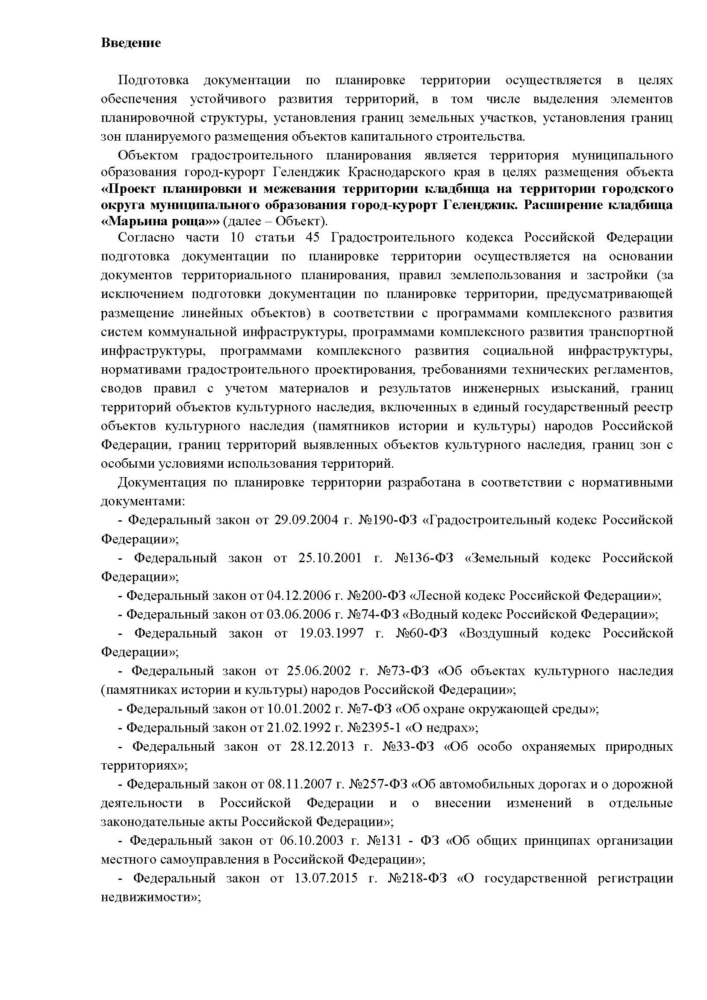 Введение
Подготовка документации по планировке территории осуществляется в целях
обеспечения устойчивого развития территорий, в том числе выделения элементов
планировочной структуры, установления границ земельных участков, установления границ
зон планируемого размещения объектов капитального строительства.
Объектом градостроительного планирования является территория муниципального
образования город-курорт Геленджик Краснодарского края в целях размещения объекта
«Проект планировки и межевания территории кладбища на территории городского
округа муниципального образования город-курорт Геленджик. Расширение кладбища
«Марьина роща»» (далее – Объект).
Согласно части 10 статьи 45 Градостроительного кодекса Российской Федерации
подготовка документации по планировке территории осуществляется на основании
документов территориального планирования, правил землепользования и застройки (за
исключением подготовки документации по планировке территории, предусматривающей
размещение линейных объектов) в соответствии с программами комплексного развития
систем коммунальной инфраструктуры, программами комплексного развития транспортной
инфраструктуры, программами комплексного развития социальной инфраструктуры,
нормативами градостроительного проектирования, требованиями технических регламентов,
сводов правил с учетом материалов и результатов инженерных изысканий, границ
территорий объектов культурного наследия, включенных в единый государственный реестр
объектов культурного наследия (памятников истории и культуры) народов Российской
Федерации, границ территорий выявленных объектов культурного наследия, границ зон с
особыми условиями использования территорий.
Документация по планировке территории разработана в соответствии с нормативными
документами:
- Федеральный закон от 29.09.2004 г. №190-ФЗ «Градостроительный кодекс Российской
Федерации»;
- Федеральный закон от 25.10.2001 г. №136-ФЗ «Земельный кодекс Российской
Федерации»;
- Федеральный закон от 04.12.2006 г. №200-ФЗ «Лесной кодекс Российской Федерации»;
- Федеральный закон от 03.06.2006 г. №74-ФЗ «Водный кодекс Российской Федерации»;
- Федеральный закон от 19.03.1997 г. №60-ФЗ «Воздушный кодекс Российской
Федерации»;
- Федеральный закон от 25.06.2002 г. №73-ФЗ «Об объектах культурного наследия
(памятниках истории и культуры) народов Российской Федерации»;
- Федеральный закон от 10.01.2002 г. №7-ФЗ «Об охране окружающей среды»;
- Федеральный закон от 21.02.1992 г. №2395-1 «О недрах»;
- Федеральный закон от 28.12.2013 г. №33-ФЗ «Об особо охраняемых природных
территориях»;
- Федеральный закон от 08.11.2007 г. №257-ФЗ «Об автомобильных дорогах и о дорожной
деятельности в Российской Федерации и о внесении изменений в отдельные
законодательные акты Российской Федерации»;
- Федеральный закон от 06.10.2003 г. №131 - ФЗ «Об общих принципах организации
местного самоуправления в Российской Федерации»;
- Федеральный закон от 13.07.2015 г. №218-ФЗ «О государственной регистрации
недвижимости»;